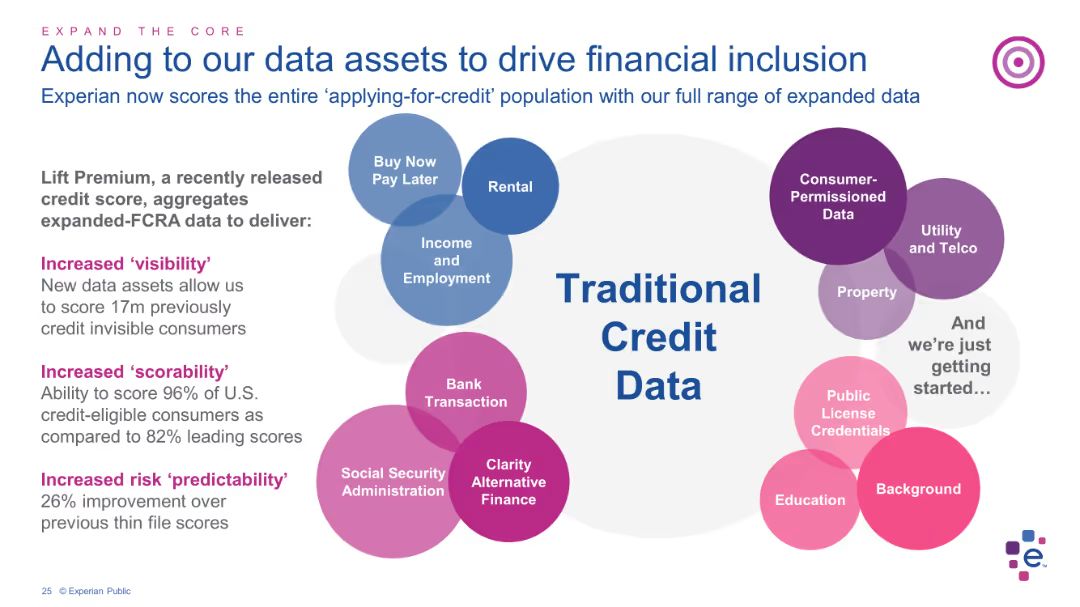 EXPAND THE CORE
Adding to our data assets to drive financial inclusion
Experian now scores the entire ‘applying-for-credit’ population with our full range of expanded data
Lift Premium, a recently released
credit score, aggregates
expanded-FCRA data to deliver:
Increased ‘visibility’
New data assets allow us
to score 17m previously
credit invisible consumers
Increased ‘scorability’
Ability to score 96% of U.S.
credit-eligible consumers as
compared to 82% leading scores
Increased risk ‘predictability’
26% improvement over
previous thin file scores
Buy Now
Pay Later
Rental
Income
and
Employment
Bank
Transaction
Social Security
Administration
Clarity
Alternative
Finance
Traditional
Credit
Data
Consumer-
Permissioned
Data
Utility
and Telco
Property
And
we’re just
getting
started…
Public
License
Credentials
Education
Background
e™
25 © Experian Public